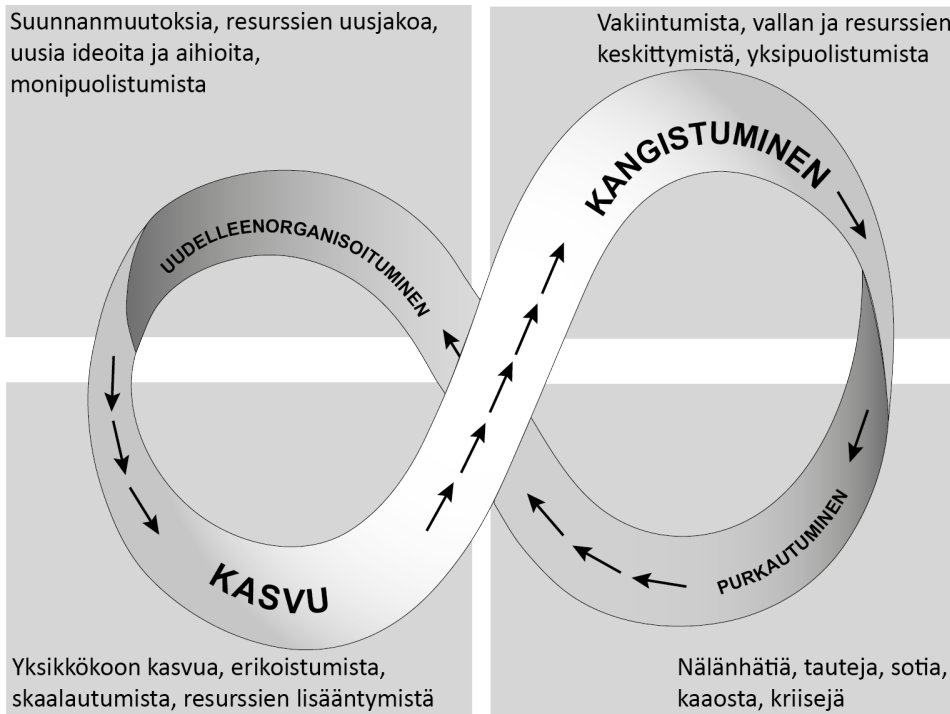 Suunnanmuutoksia, resurssien uusjakoa,
uusia ideoita ja aihioita,
monipuolistumista
Vakiintumista, vallan ja resurssien
keskittymistä, yksipuolistumista
KANGISTUMINEN
UUDELLEENORGANISOITUMINEN
KASVU
PURKAUTUMINEN
Yksikkökoon kasvua, erikoistumista,
skaalautumista, resurssien lisääntymistä
Nälänhätiä, tauteja, sotia,
kaaosta, kriisejä